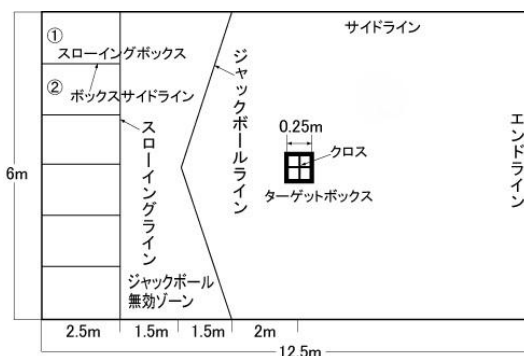 サイドライン
①
スローイングボックス
②
ボックスサイドライン
スローイングライン
ジャックボールライン
0.25m
クロス
ターゲットボックス
エンドライン
6m
ジャックボール
無効ゾーン
2.5m
1.5m
1.5m
2m
12.5m